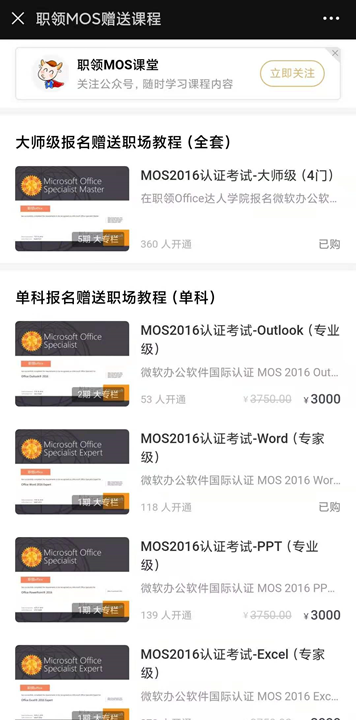 职领MOS赠送课程
职领MOS课堂
关注公众号，随时学习课程内容
立即关注
大师级报名赠送职场教程（全套）
Microsoft Office
Specialist Master
5期 大专栏
MOS2016认证考试-大师级（4门）
在职领Office达人学院报名微软办公软...
360 人开通
已购
单科报名赠送职场教程（单科）
Microsoft Office
Specialist
2期 大专栏
MOS2016认证考试-Outlook（专业
级）
微软办公软件国际认证 MOS 2016 Out...
53 人开通
¥3750.00
¥3000
Microsoft Office
Specialist Expert
1期 大专栏
MOS2016认证考试-Word（专家
级）
微软办公软件国际认证 MOS 2016 Wor...
118 人开通
已购
Microsoft Office
Specialist
1期 大专栏
MOS2016认证考试-PPT（专业
级）
微软办公软件国际认证 MOS 2016 PP...
139 人开通
¥3750.00
¥3000
Microsoft Office
Specialist Expert
1期 大专栏
MOS2016认证考试-Excel（专家
级）
微软办公软件国际认证 MOS 2016 Exc...